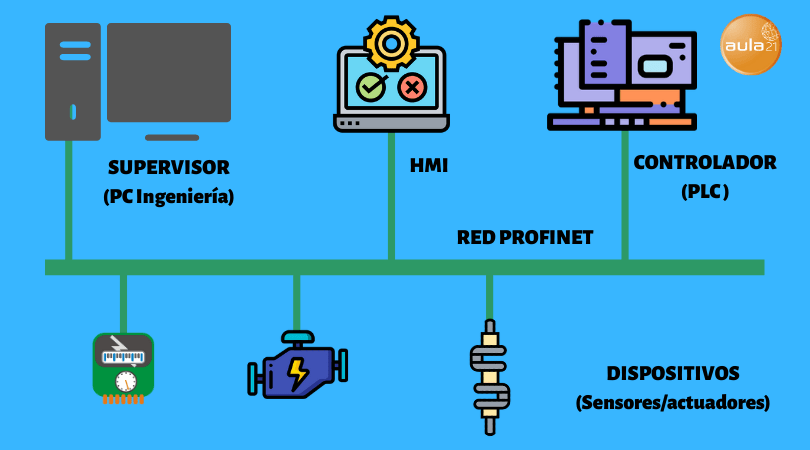 aula21
SUPERVISOR
(PC Ingeniería)
HMI
CONTROLADOR
(PLC)
RED PROFINET
DISPOSITIVOS
(Sensores/actuadores)